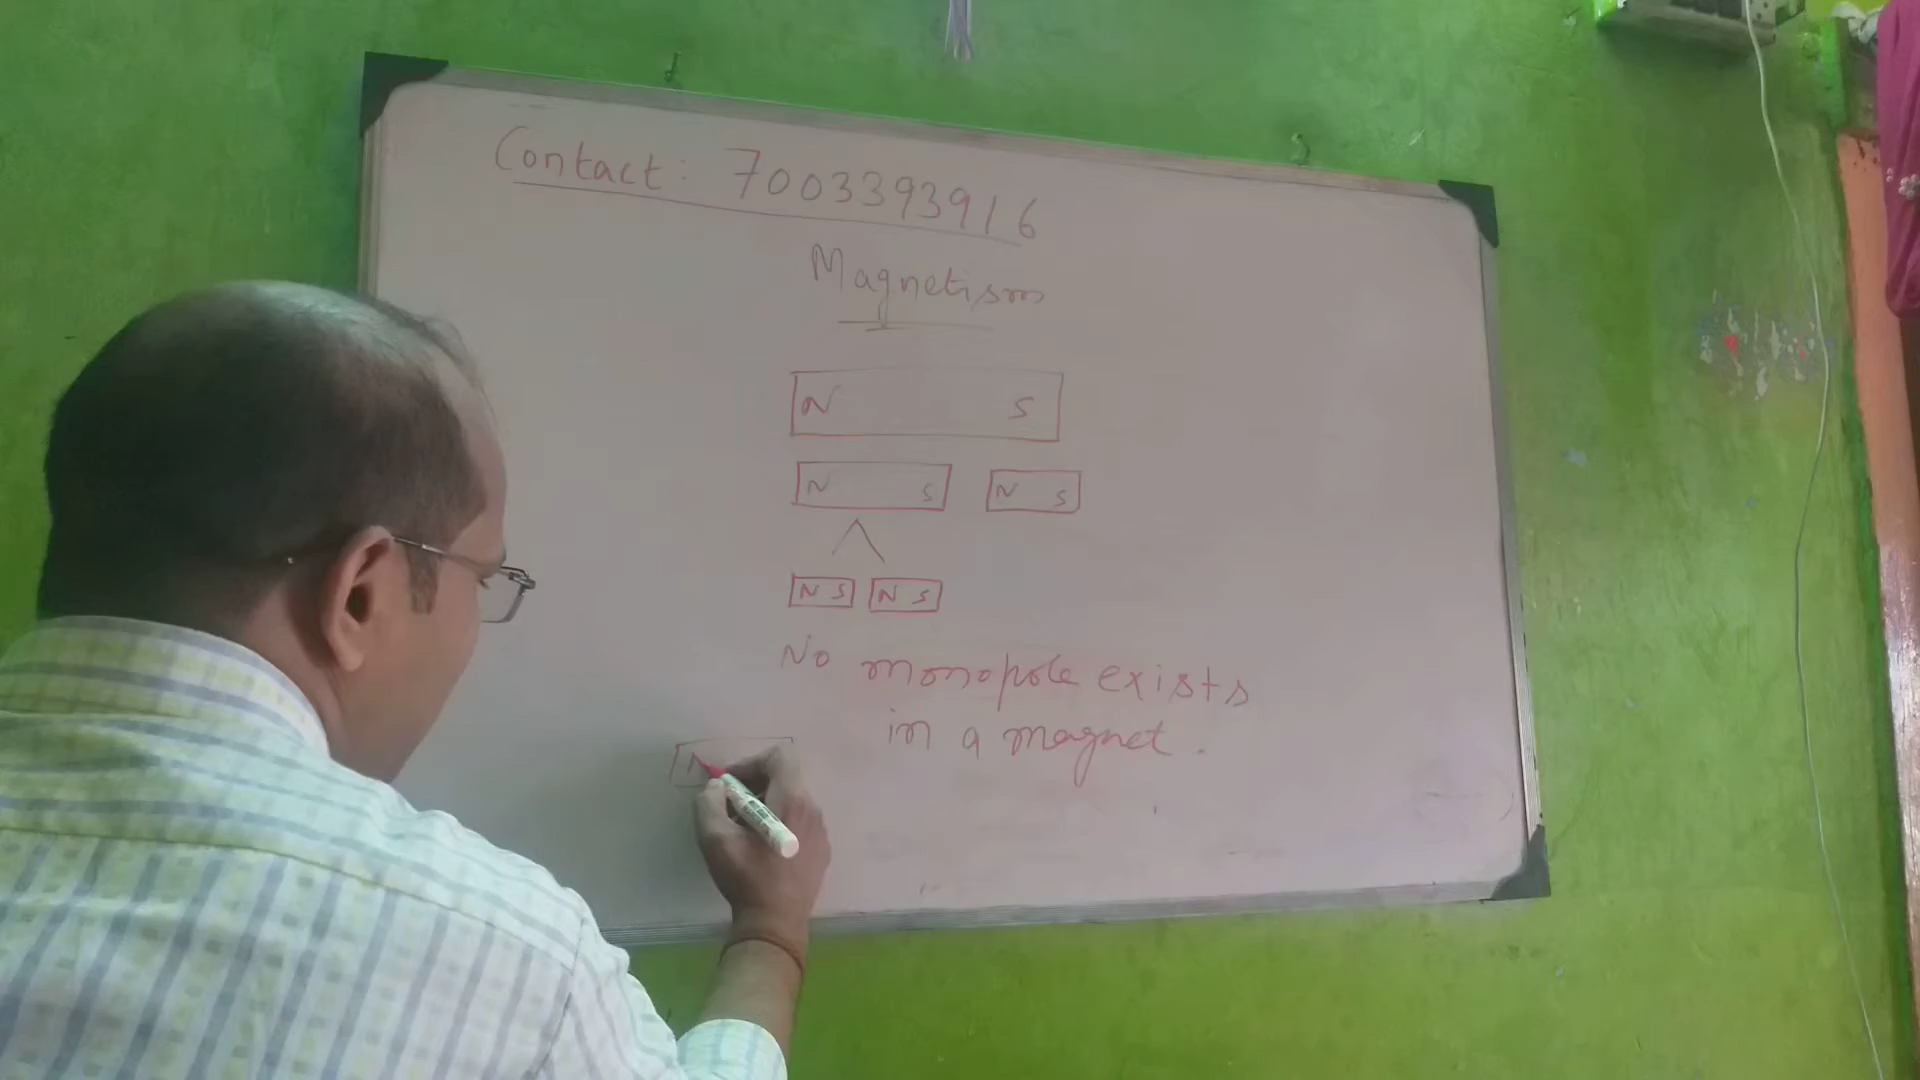 Contact: 7003393916
Magnetism
N S
N S N S
N S N S
No monopole exists
in a magnet.